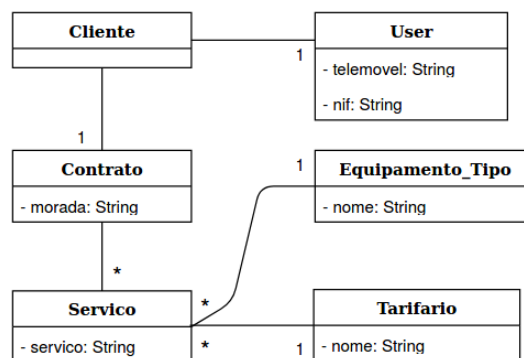 Cliente
User
1
- telemovel: String
- nif: String
1
Contrato
- morada: String
1
Equipamento_Tipo
- nome: String
*
*
Servico
- servico: String
*
1
Tarifario
- nome: String